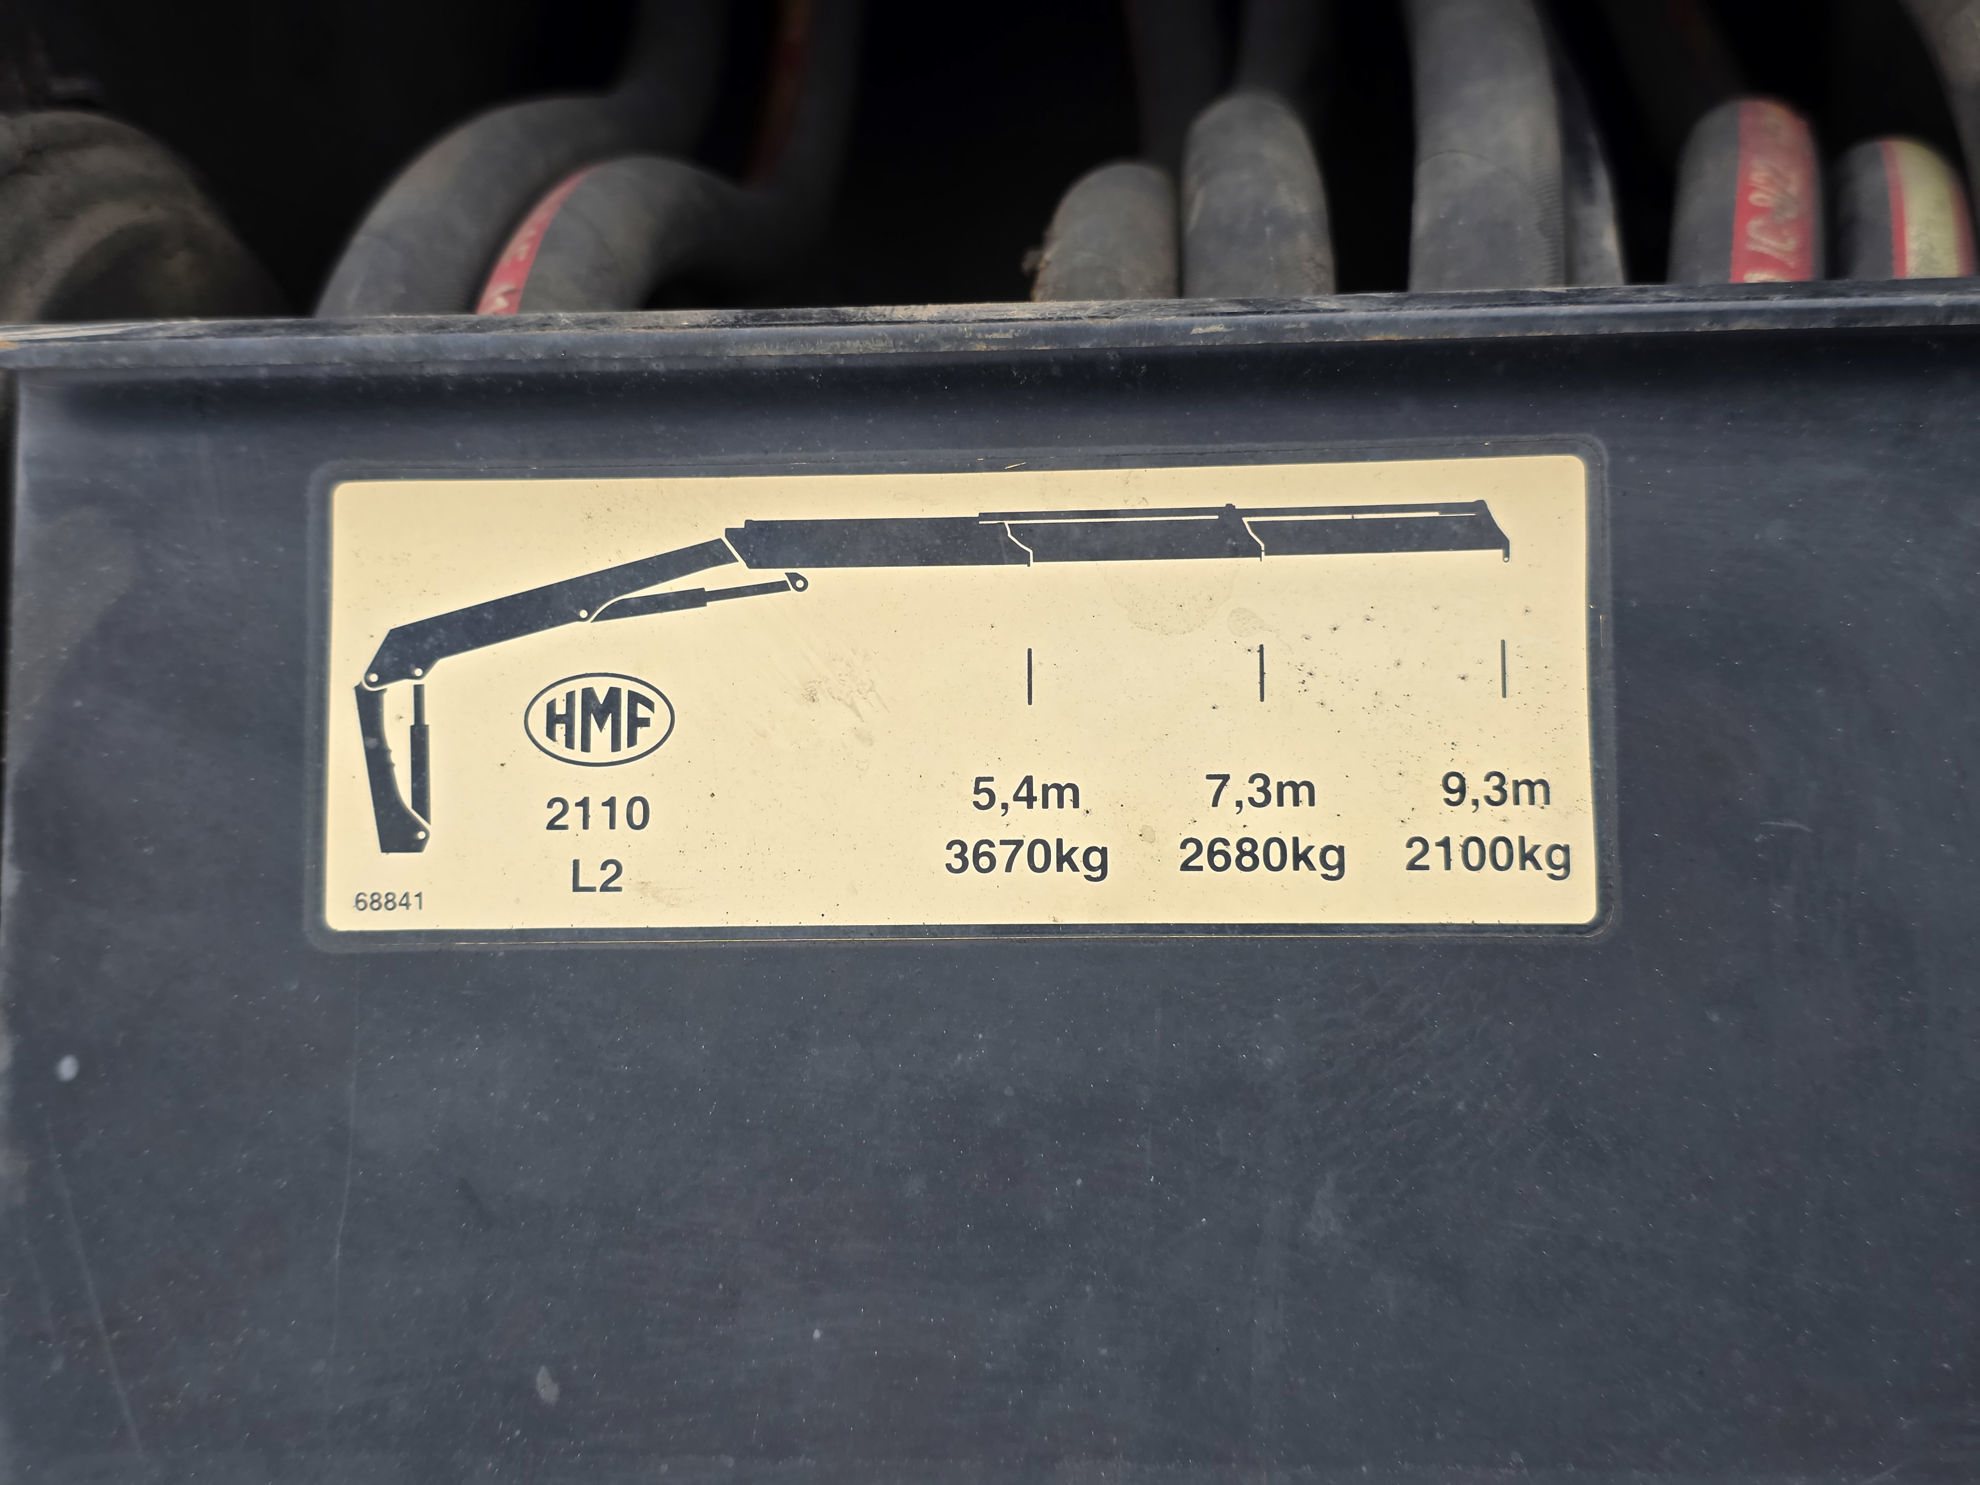 HMF
2110
L2
68841
5,4m 7,3m 9,3m
3670kg 2680kg 2100kg